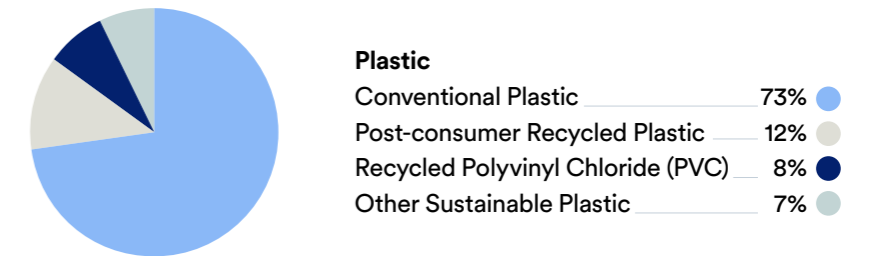 Plastic
Conventional Plastic 73%
Post-consumer Recycled Plastic 12%
Recycled Polyvinyl Chloride (PVC) 8%
Other Sustainable Plastic 7%